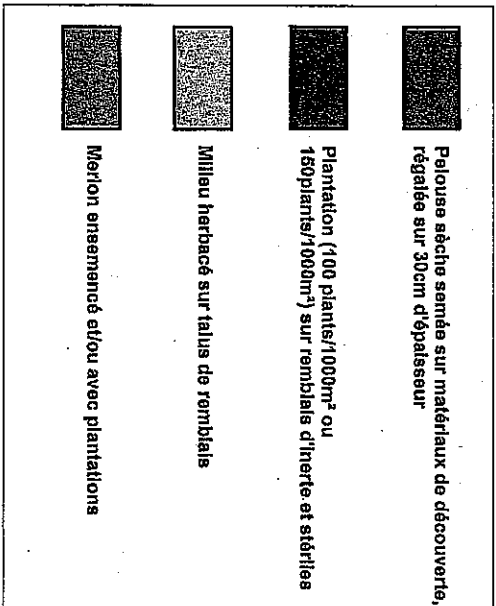 Pelouse sèche semée sur matériaux de découverte,
régalée sur 30cm d'épaisseur
Plantation (100 plants/1000m² ou
150plants/1000m²) sur remblais d'inerte et stériles
Milieu herbacé sur talus de remblais
Merlon ensemencé et/ou avec plantations